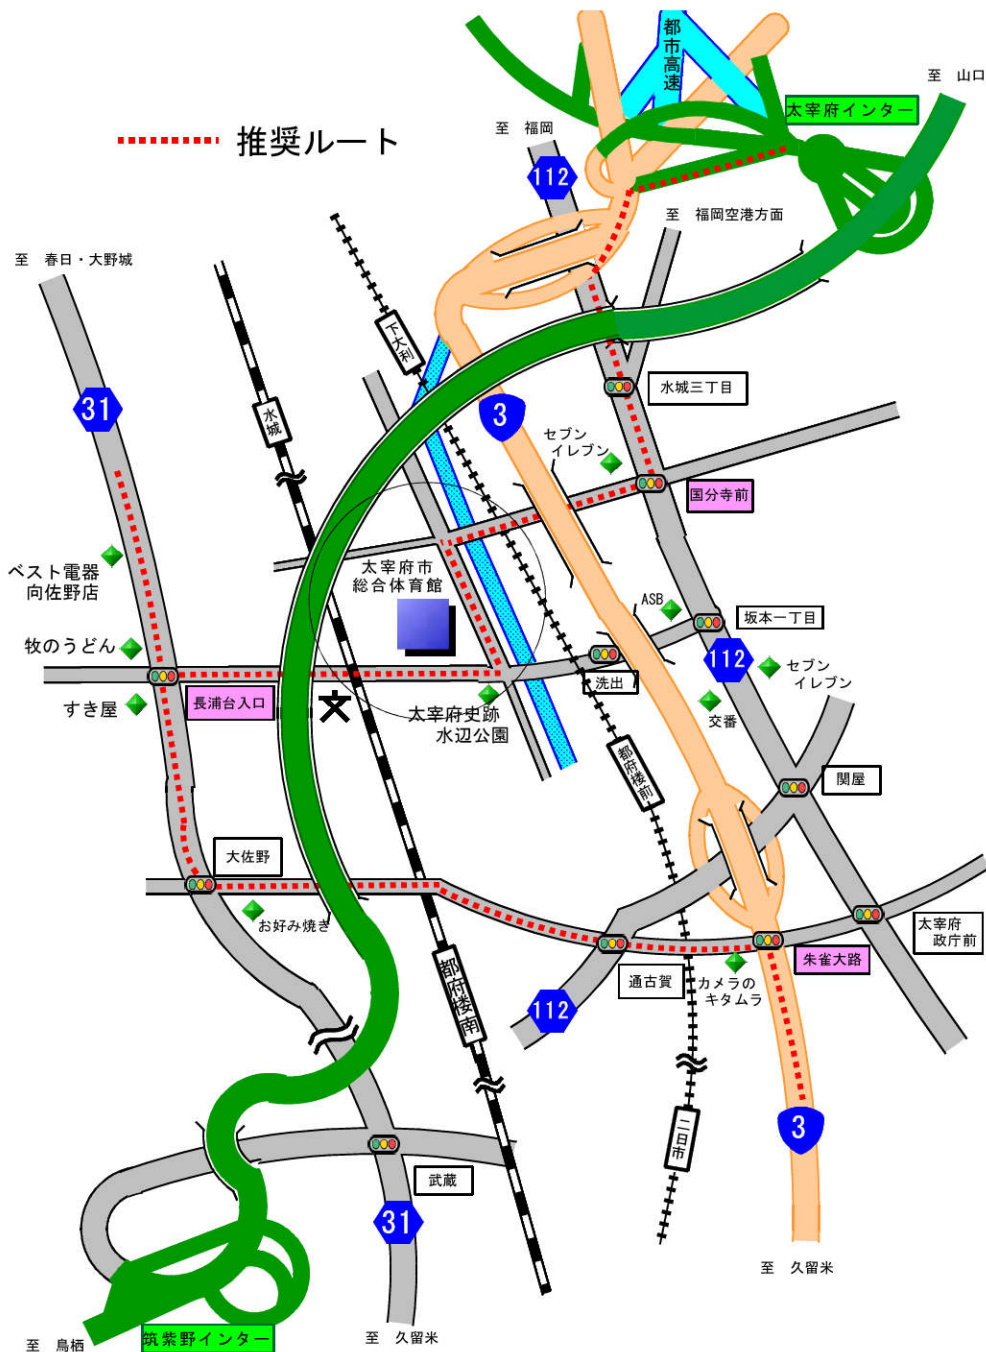 都市高速
至 山口
太宰府インター
至 福岡
推奨ルート
112
至 福岡空港方面
至 春日・大野城
下大利
水城三丁目
31
水城
3
セブン
イレブン
国分寺前
ベスト電器
向佐野店
太宰府市
総合体育館
ASB
坂本一丁目
牧のうどん
112
セブン
イレブン
洗出
長浦台入口
文
すき屋
太宰府史跡
水辺公園
交番
都府楼前
関屋
大佐野
お好み焼き
太宰府
政庁前
朱雀大路
通古賀
カメラの
キタムラ
都府楼南
112
3
二日市
武蔵
31
至 久留米
至 久留米
筑紫野インター
至 鳥栖